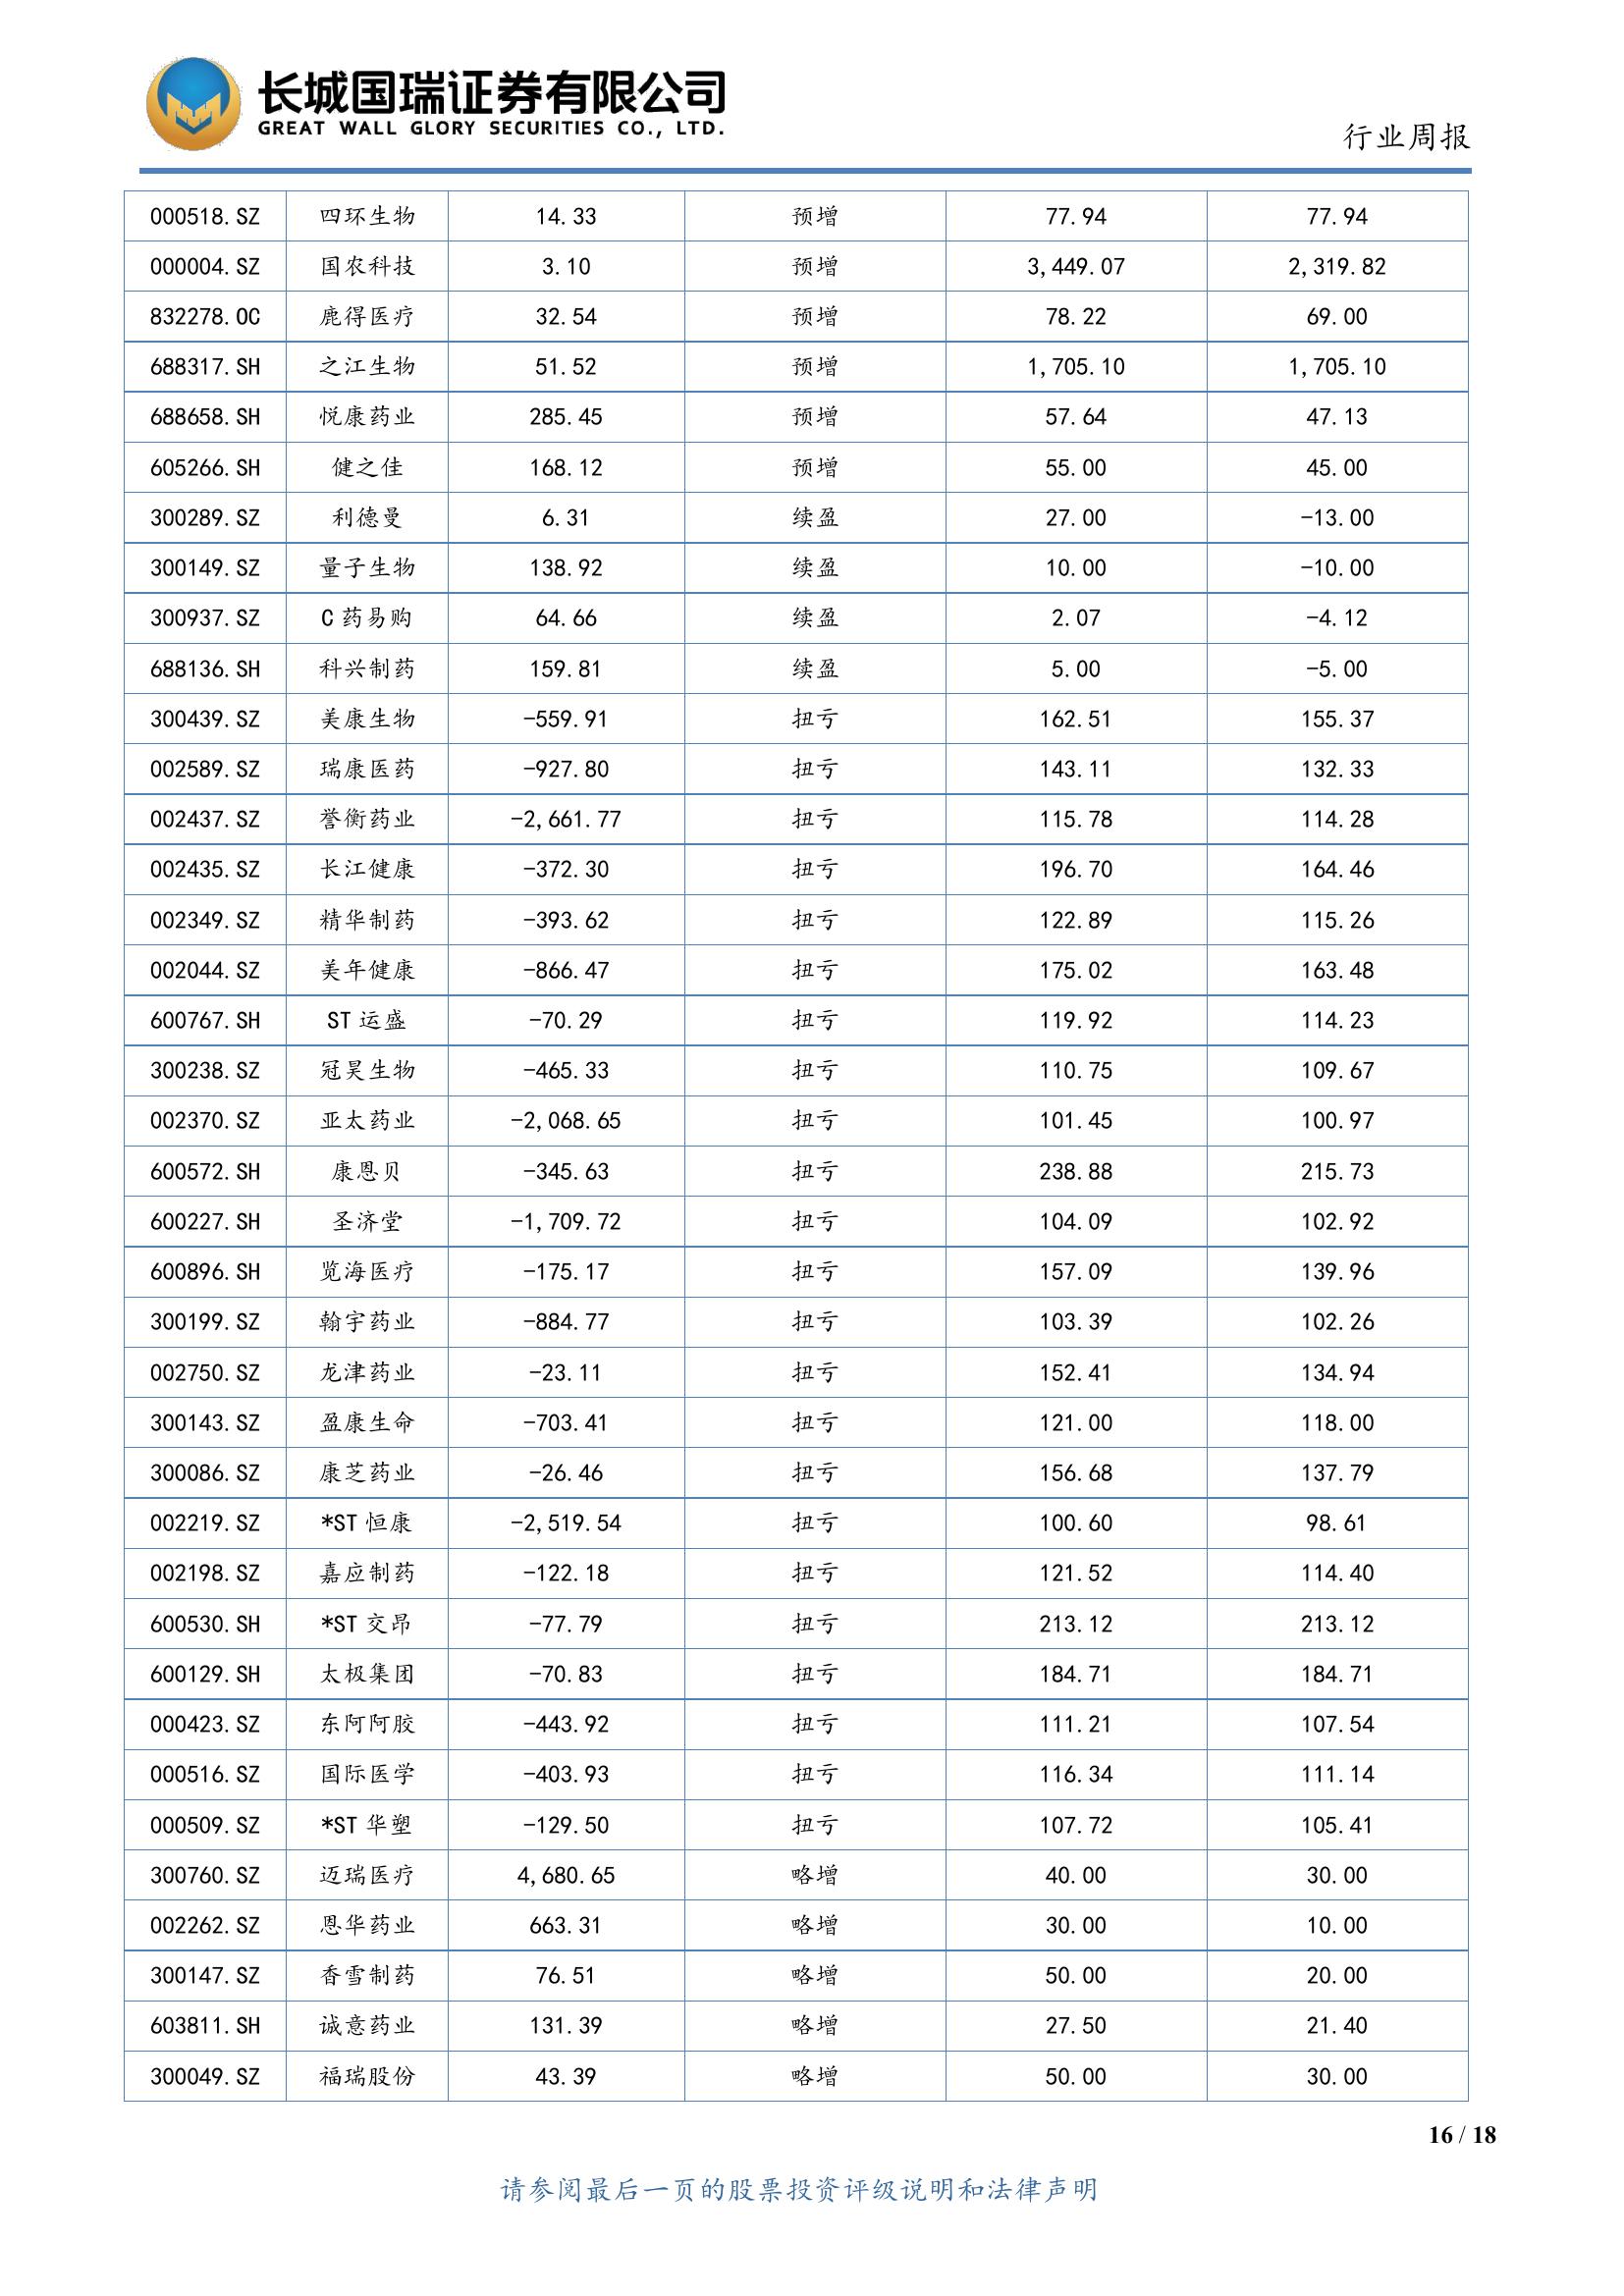 长城国瑞证券有限公司
GREAT WALL GLORY SECURITIES CO., LTD.
行业周报
000518.SZ 四环生物 14.33 预增 77.94 77.94
000004.SZ 国农科技 3.10 预增 3,449.07 2,319.82
832278.OC 鹿得医疗 32.54 预增 78.22 69.00
688317.SH 之江生物 51.52 预增 1,705.10 1,705.10
688658.SH 悦康药业 285.45 预增 57.64 47.13
605266.SH 健之佳 168.12 预增 55.00 45.00
300289.SZ 利德曼 6.31 续盈 27.00 -13.00
300149.SZ 量子生物 138.92 续盈 10.00 -10.00
300937.SZ C 药易购 64.66 续盈 2.07 -4.12
688136.SH 科兴制药 159.81 续盈 5.00 -5.00
300439.SZ 美康生物 -559.91 扭亏 162.51 155.37
002589.SZ 瑞康医药 -927.80 扭亏 143.11 132.33
002437.SZ 誉衡药业 -2,661.77 扭亏 115.78 114.28
002435.SZ 长江健康 -372.30 扭亏 196.70 164.46
002349.SZ 精华制药 -393.62 扭亏 122.89 115.26
002044.SZ 美年健康 -866.47 扭亏 175.02 163.48
600767.SH ST 运盛 -70.29 扭亏 119.92 114.23
300238.SZ 冠昊生物 -465.33 扭亏 110.75 109.67
002370.SZ 亚太药业 -2,068.65 扭亏 101.45 100.97
600572.SH 康恩贝 -345.63 扭亏 238.88 215.73
600227.SH 圣济堂 -1,709.72 扭亏 104.09 102.92
600896.SH 览海医疗 -175.17 扭亏 157.09 139.96
300199.SZ 翰宇药业 -884.77 扭亏 103.39 102.26
002750.SZ 龙津药业 -23.11 扭亏 152.41 134.94
300143.SZ 盈康生命 -703.41 扭亏 121.00 118.00
300086.SZ 康芝药业 -26.46 扭亏 156.68 137.79
002219.SZ *ST 恒康 -2,519.54 扭亏 100.60 98.61
002198.SZ 嘉应制药 -122.18 扭亏 121.52 114.40
600530.SH *ST 交昂 -77.79 扭亏 213.12 213.12
600129.SH 太极集团 -70.83 扭亏 184.71 184.71
000423.SZ 东阿阿胶 -443.92 扭亏 111.21 107.54
000516.SZ 国际医学 -403.93 扭亏 116.34 111.14
000509.SZ *ST 华塑 -129.50 扭亏 107.72 105.41
300760.SZ 迈瑞医疗 4,680.65 略增 40.00 30.00
002262.SZ 恩华药业 663.31 略增 30.00 10.00
300147.SZ 香雪制药 76.51 略增 50.00 20.00
603811.SH 诚意药业 131.39 略增 27.50 21.40
300049.SZ 福瑞股份 43.39 略增 50.00 30.00
16 / 18
请参阅最后一页的股票投资评级说明和法律声明